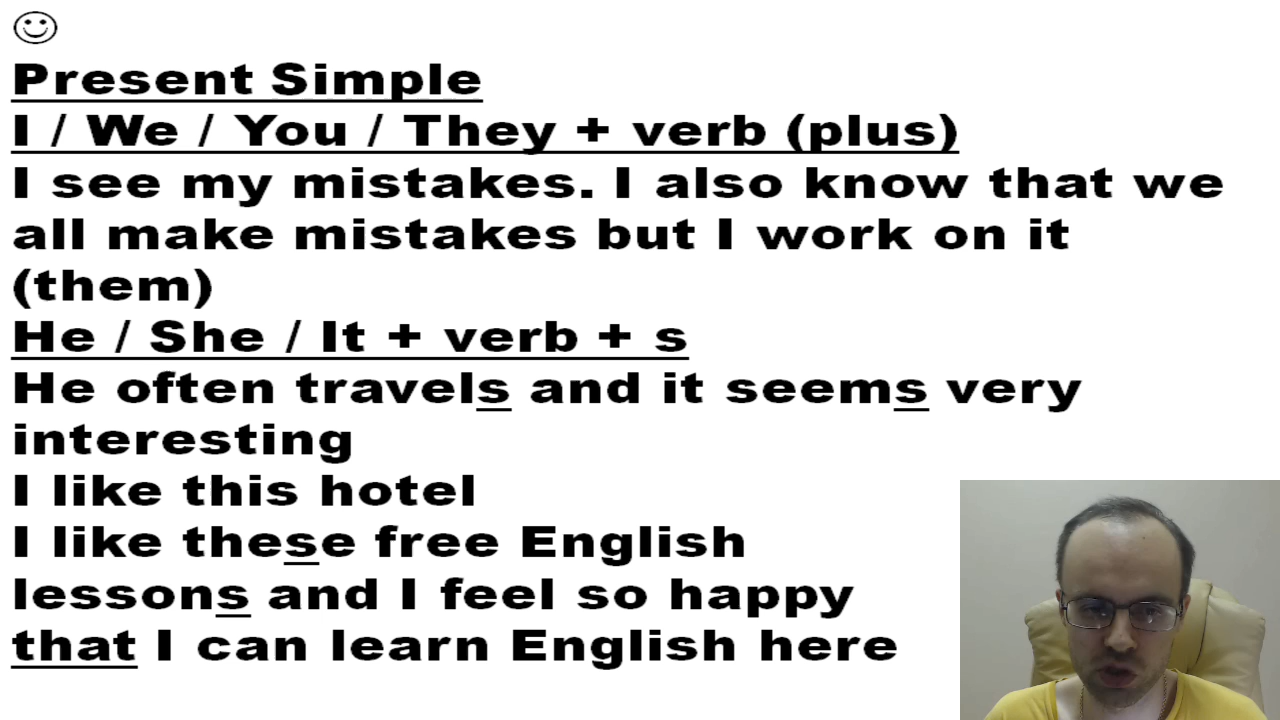 Present Simple
I / We / You / They + verb (plus)
I see my mistakes. I also know that we
all make mistakes but I work on it
(them)
He / She / It + verb + s
He often travels and it seems very
interesting
I like this hotel
I like these free English
lessons and I feel so happy
that I can learn English here